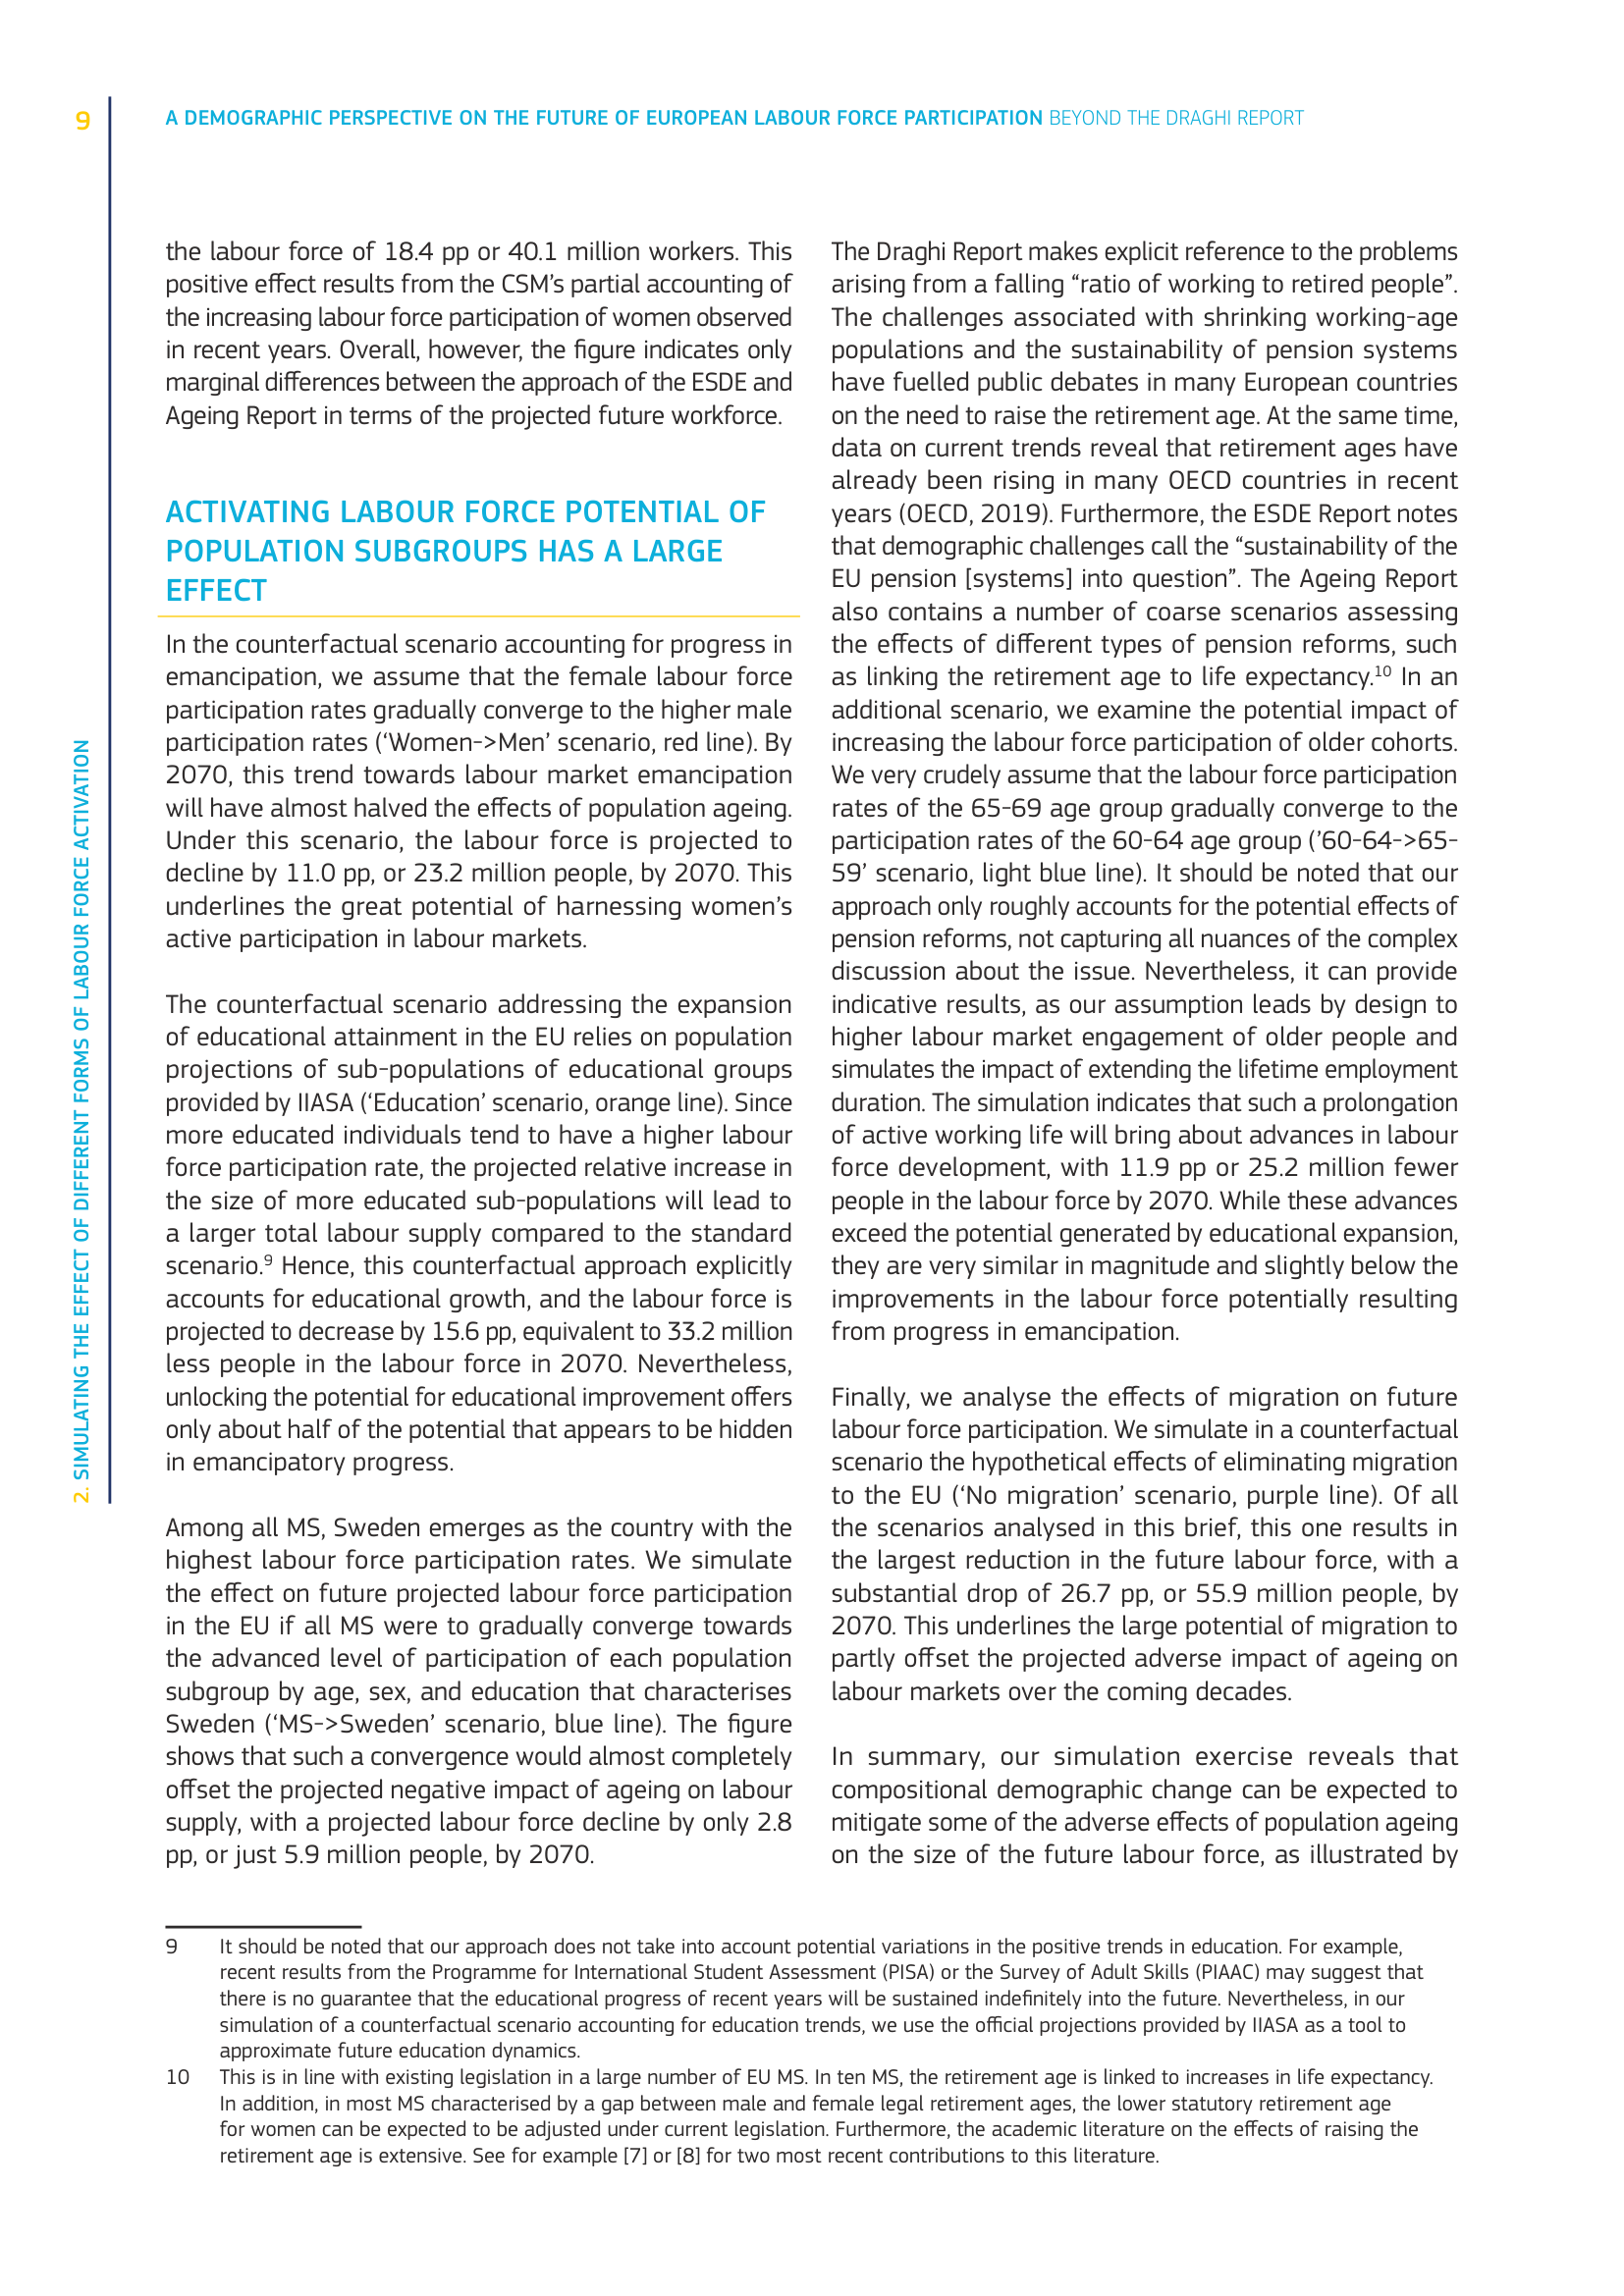 9
A DEMOGRAPHIC PERSPECTIVE ON THE FUTURE OF EUROPEAN LABOUR FORCE PARTICIPATION BEYOND THE DRAGHI REPORT
2. SIMULATING THE EFFECT OF DIFFERENT FORMS OF LABOUR FORCE ACTIVATION
the labour force of 18.4 pp or 40.1 million workers. This
positive effect results from the CSM’s partial accounting of
the increasing labour force participation of women observed
in recent years. Overall, however, the figure indicates only
marginal differences between the approach of the ESDE and
Ageing Report in terms of the projected future workforce.
ACTIVATING LABOUR FORCE POTENTIAL OF
POPULATION SUBGROUPS HAS A LARGE
EFFECT
In the counterfactual scenario accounting for progress in
emancipation, we assume that the female labour force
participation rates gradually converge to the higher male
participation rates (‘Women->Men’ scenario, red line). By
2070, this trend towards labour market emancipation
will have almost halved the effects of population ageing.
Under this scenario, the labour force is projected to
decline by 11.0 pp, or 23.2 million people, by 2070. This
underlines the great potential of harnessing women’s
active participation in labour markets.
The counterfactual scenario addressing the expansion
of educational attainment in the EU relies on population
projections of sub-populations of educational groups
provided by IIASA (‘Education’ scenario, orange line). Since
more educated individuals tend to have a higher labour
force participation rate, the projected relative increase in
the size of more educated sub-populations will lead to
a larger total labour supply compared to the standard
scenario.9 Hence, this counterfactual approach explicitly
accounts for educational growth, and the labour force is
projected to decrease by 15.6 pp, equivalent to 33.2 million
less people in the labour force in 2070. Nevertheless,
unlocking the potential for educational improvement offers
only about half of the potential that appears to be hidden
in emancipatory progress.
Among all MS, Sweden emerges as the country with the
highest labour force participation rates. We simulate
the effect on future projected labour force participation
in the EU if all MS were to gradually converge towards
the advanced level of participation of each population
subgroup by age, sex, and education that characterises
Sweden (‘MS->Sweden’ scenario, blue line). The figure
shows that such a convergence would almost completely
offset the projected negative impact of ageing on labour
supply, with a projected labour force decline by only 2.8
pp, or just 5.9 million people, by 2070.
The Draghi Report makes explicit reference to the problems
arising from a falling “ratio of working to retired people”.
The challenges associated with shrinking working-age
populations and the sustainability of pension systems
have fuelled public debates in many European countries
on the need to raise the retirement age. At the same time,
data on current trends reveal that retirement ages have
already been rising in many OECD countries in recent
years (OECD, 2019). Furthermore, the ESDE Report notes
that demographic challenges call the “sustainability of the
EU pension [systems] into question”. The Ageing Report
also contains a number of coarse scenarios assessing
the effects of different types of pension reforms, such
as linking the retirement age to life expectancy.10 In an
additional scenario, we examine the potential impact of
increasing the labour force participation of older cohorts.
We very crudely assume that the labour force participation
rates of the 65-69 age group gradually converge to the
participation rates of the 60-64 age group (’60-64->65-
59’ scenario, light blue line). It should be noted that our
approach only roughly accounts for the potential effects of
pension reforms, not capturing all nuances of the complex
discussion about the issue. Nevertheless, it can provide
indicative results, as our assumption leads by design to
higher labour market engagement of older people and
simulates the impact of extending the lifetime employment
duration. The simulation indicates that such a prolongation
of active working life will bring about advances in labour
force development, with 11.9 pp or 25.2 million fewer
people in the labour force by 2070. While these advances
exceed the potential generated by educational expansion,
they are very similar in magnitude and slightly below the
improvements in the labour force potentially resulting
from progress in emancipation.
Finally, we analyse the effects of migration on future
labour force participation. We simulate in a counterfactual
scenario the hypothetical effects of eliminating migration
to the EU (‘No migration’ scenario, purple line). Of all
the scenarios analysed in this brief, this one results in
the largest reduction in the future labour force, with a
substantial drop of 26.7 pp, or 55.9 million people, by
2070. This underlines the large potential of migration to
partly offset the projected adverse impact of ageing on
labour markets over the coming decades.
In summary, our simulation exercise reveals that
compositional demographic change can be expected to
mitigate some of the adverse effects of population ageing
on the size of the future labour force, as illustrated by
9 It should be noted that our approach does not take into account potential variations in the positive trends in education. For example,
recent results from the Programme for International Student Assessment (PISA) or the Survey of Adult Skills (PIAAC) may suggest that
there is no guarantee that the educational progress of recent years will be sustained indefinitely into the future. Nevertheless, in our
simulation of a counterfactual scenario accounting for education trends, we use the official projections provided by IIASA as a tool to
approximate future education dynamics.
10 This is in line with existing legislation in a large number of EU MS. In ten MS, the retirement age is linked to increases in life expectancy.
In addition, in most MS characterised by a gap between male and female legal retirement ages, the lower statutory retirement age
for women can be expected to be adjusted under current legislation. Furthermore, the academic literature on the effects of raising the
retirement age is extensive. See for example [7] or [8] for two most recent contributions to this literature.